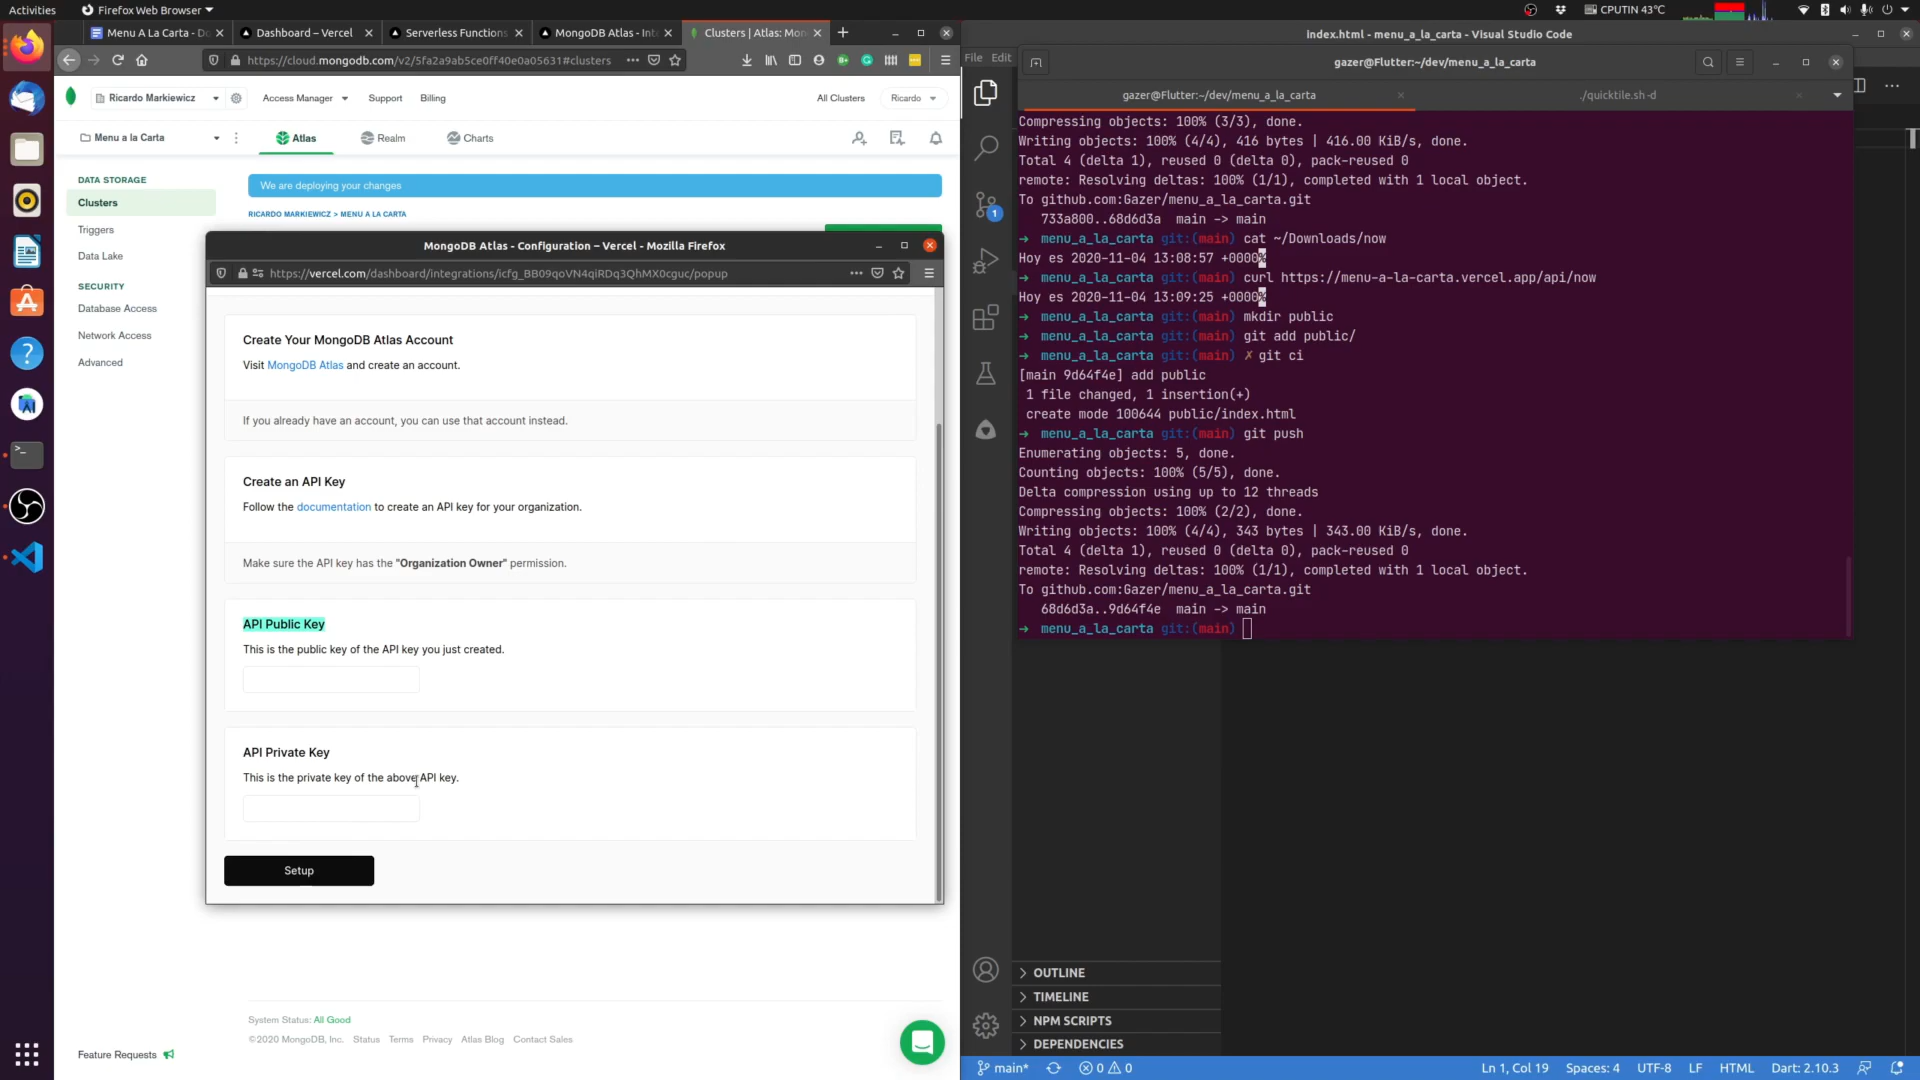 Activities
Firefox Web Browser
CPUTIN 43°C
Menu A La Carta - Do
Dashboard – Vercel
Serverless Functions
MongoDB Atlas - Int
Clusters | Atlas: Mon
https://cloud.mongodb.com/v2/5fa2a9ab5ce0ff40e0a05631#clusters
Ricardo Markiewicz
Access Manager
Support
Billing
All Clusters
Ricardo
Menu a la Carta
Atlas
Realm
Charts
DATA STORAGE
Clusters
Triggers
Data Lake
SECURITY
Database Access
Network Access
Advanced
We are deploying your changes
RICARDO MARKIEWICZ > MENU A LA CARTA
MongoDB Atlas - Configuration – Vercel - Mozilla Firefox
https://vercel.com/dashboard/integrations/icfg_BB09qoVN4qiRDq3QhMX0cguc/popup
Create Your MongoDB Atlas Account
Visit MongoDB Atlas and create an account.
If you already have an account, you can use that account instead.
Create an API Key
Follow the documentation to create an API key for your organization.
Make sure the API key has the "Organization Owner" permission.
API Public Key
This is the public key of the API key you just created.
API Private Key
This is the private key of the above API key.
Setup
System Status: All Good
©2020 MongoDB, Inc. Status Terms Privacy Atlas Blog Contact Sales
Feature Requests
index.html - menu_a_la_carta - Visual Studio Code
File Edit
gazer@Flutter:~/dev/menu_a_la_carta
gazer@Flutter:~/dev/menu_a_la_carta
./quicktile.sh -d
Compressing objects: 100% (3/3), done.
Writing objects: 100% (4/4), 416 bytes | 416.00 KiB/s, done.
Total 4 (delta 1), reused 0 (delta 0), pack-reused 0
remote: Resolving deltas: 100% (1/1), completed with 1 local object.
To github.com:Gazer/menu_a_la_carta.git
733a800..68d6d3a main -> main
→ menu_a_la_carta git:(main) cat ~/Downloads/now
Hoy es 2020-11-04 13:08:57 +0000%
→ menu_a_la_carta git:(main) curl https://menu-a-la-carta.vercel.app/api/now
Hoy es 2020-11-04 13:09:25 +0000%
→ menu_a_la_carta git:(main) mkdir public
→ menu_a_la_carta git:(main) git add public/
→ menu_a_la_carta git:(main) ✗ git ci
[main 9d64f4e] add public
1 file changed, 1 insertion(+)
create mode 100644 public/index.html
→ menu_a_la_carta git:(main) git push
Enumerating objects: 5, done.
Counting objects: 100% (5/5), done.
Delta compression using up to 12 threads
Compressing objects: 100% (2/2), done.
Writing objects: 100% (4/4), 343 bytes | 343.00 KiB/s, done.
Total 4 (delta 1), reused 0 (delta 0), pack-reused 0
remote: Resolving deltas: 100% (1/1), completed with 1 local object.
To github.com:Gazer/menu_a_la_carta.git
68d6d3a..9d64f4e main -> main
→ menu_a_la_carta git:(main)
1
OUTLINE
TIMELINE
NPM SCRIPTS
DEPENDENCIES
main*
0
0
Ln 1, Col 19
Spaces: 4
UTF-8
LF
HTML
Dart: 2.10.3